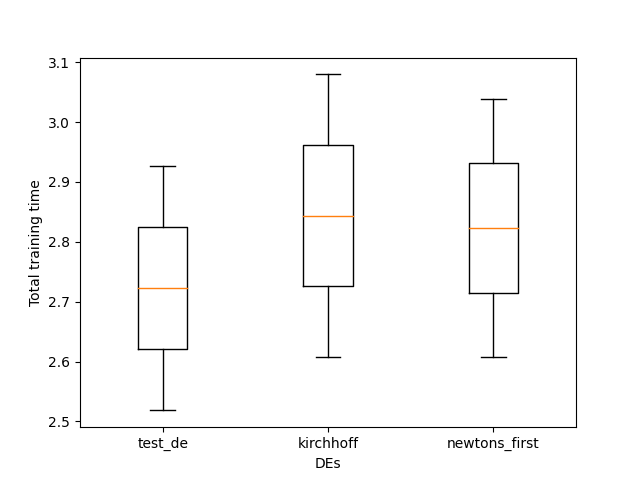 3.1
3.0
2.9
2.8
2.7
2.6
2.5
Total training time
test_de kirchhoff newtons_first
DEs